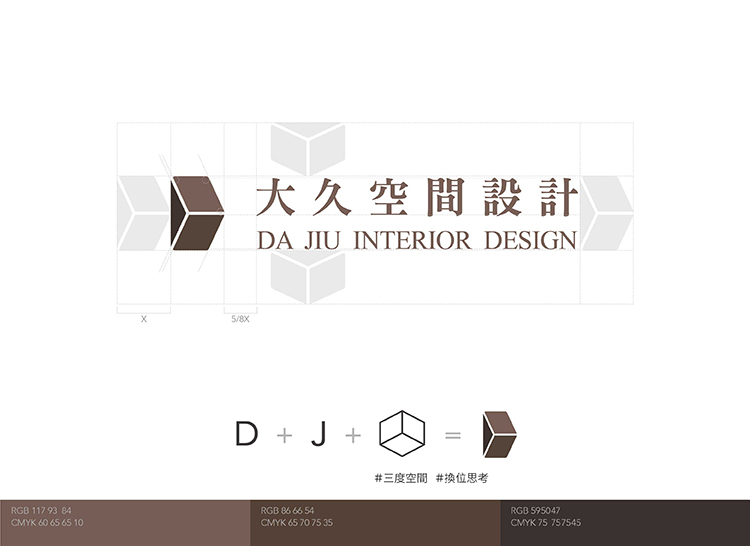 大久空間設計
DA JIU INTERIOR DESIGN
X
5/8X
D + J + =
#三度空間 #換位思考
RGB 117 93 84
CMYK 60 65 65 10
RGB 86 66 54
CMYK 65 70 75 35
RGB 595047
CMYK 75 757545